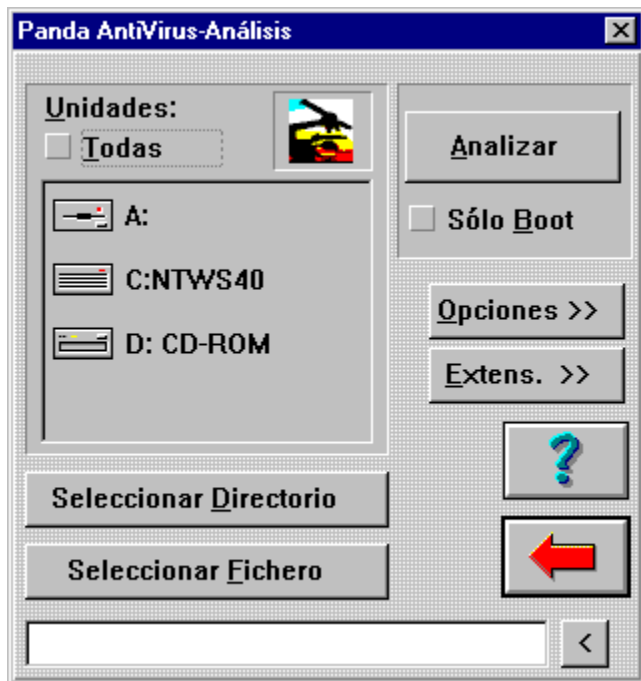 Panda AntiVirus-Análisis
Unidades:
Todas
A:
C:NTWS40
D: CD-ROM
Analizar
Sólo Boot
Opciones >>
Extens. >>
?
Seleccionar Directorio
Seleccionar Fichero
<